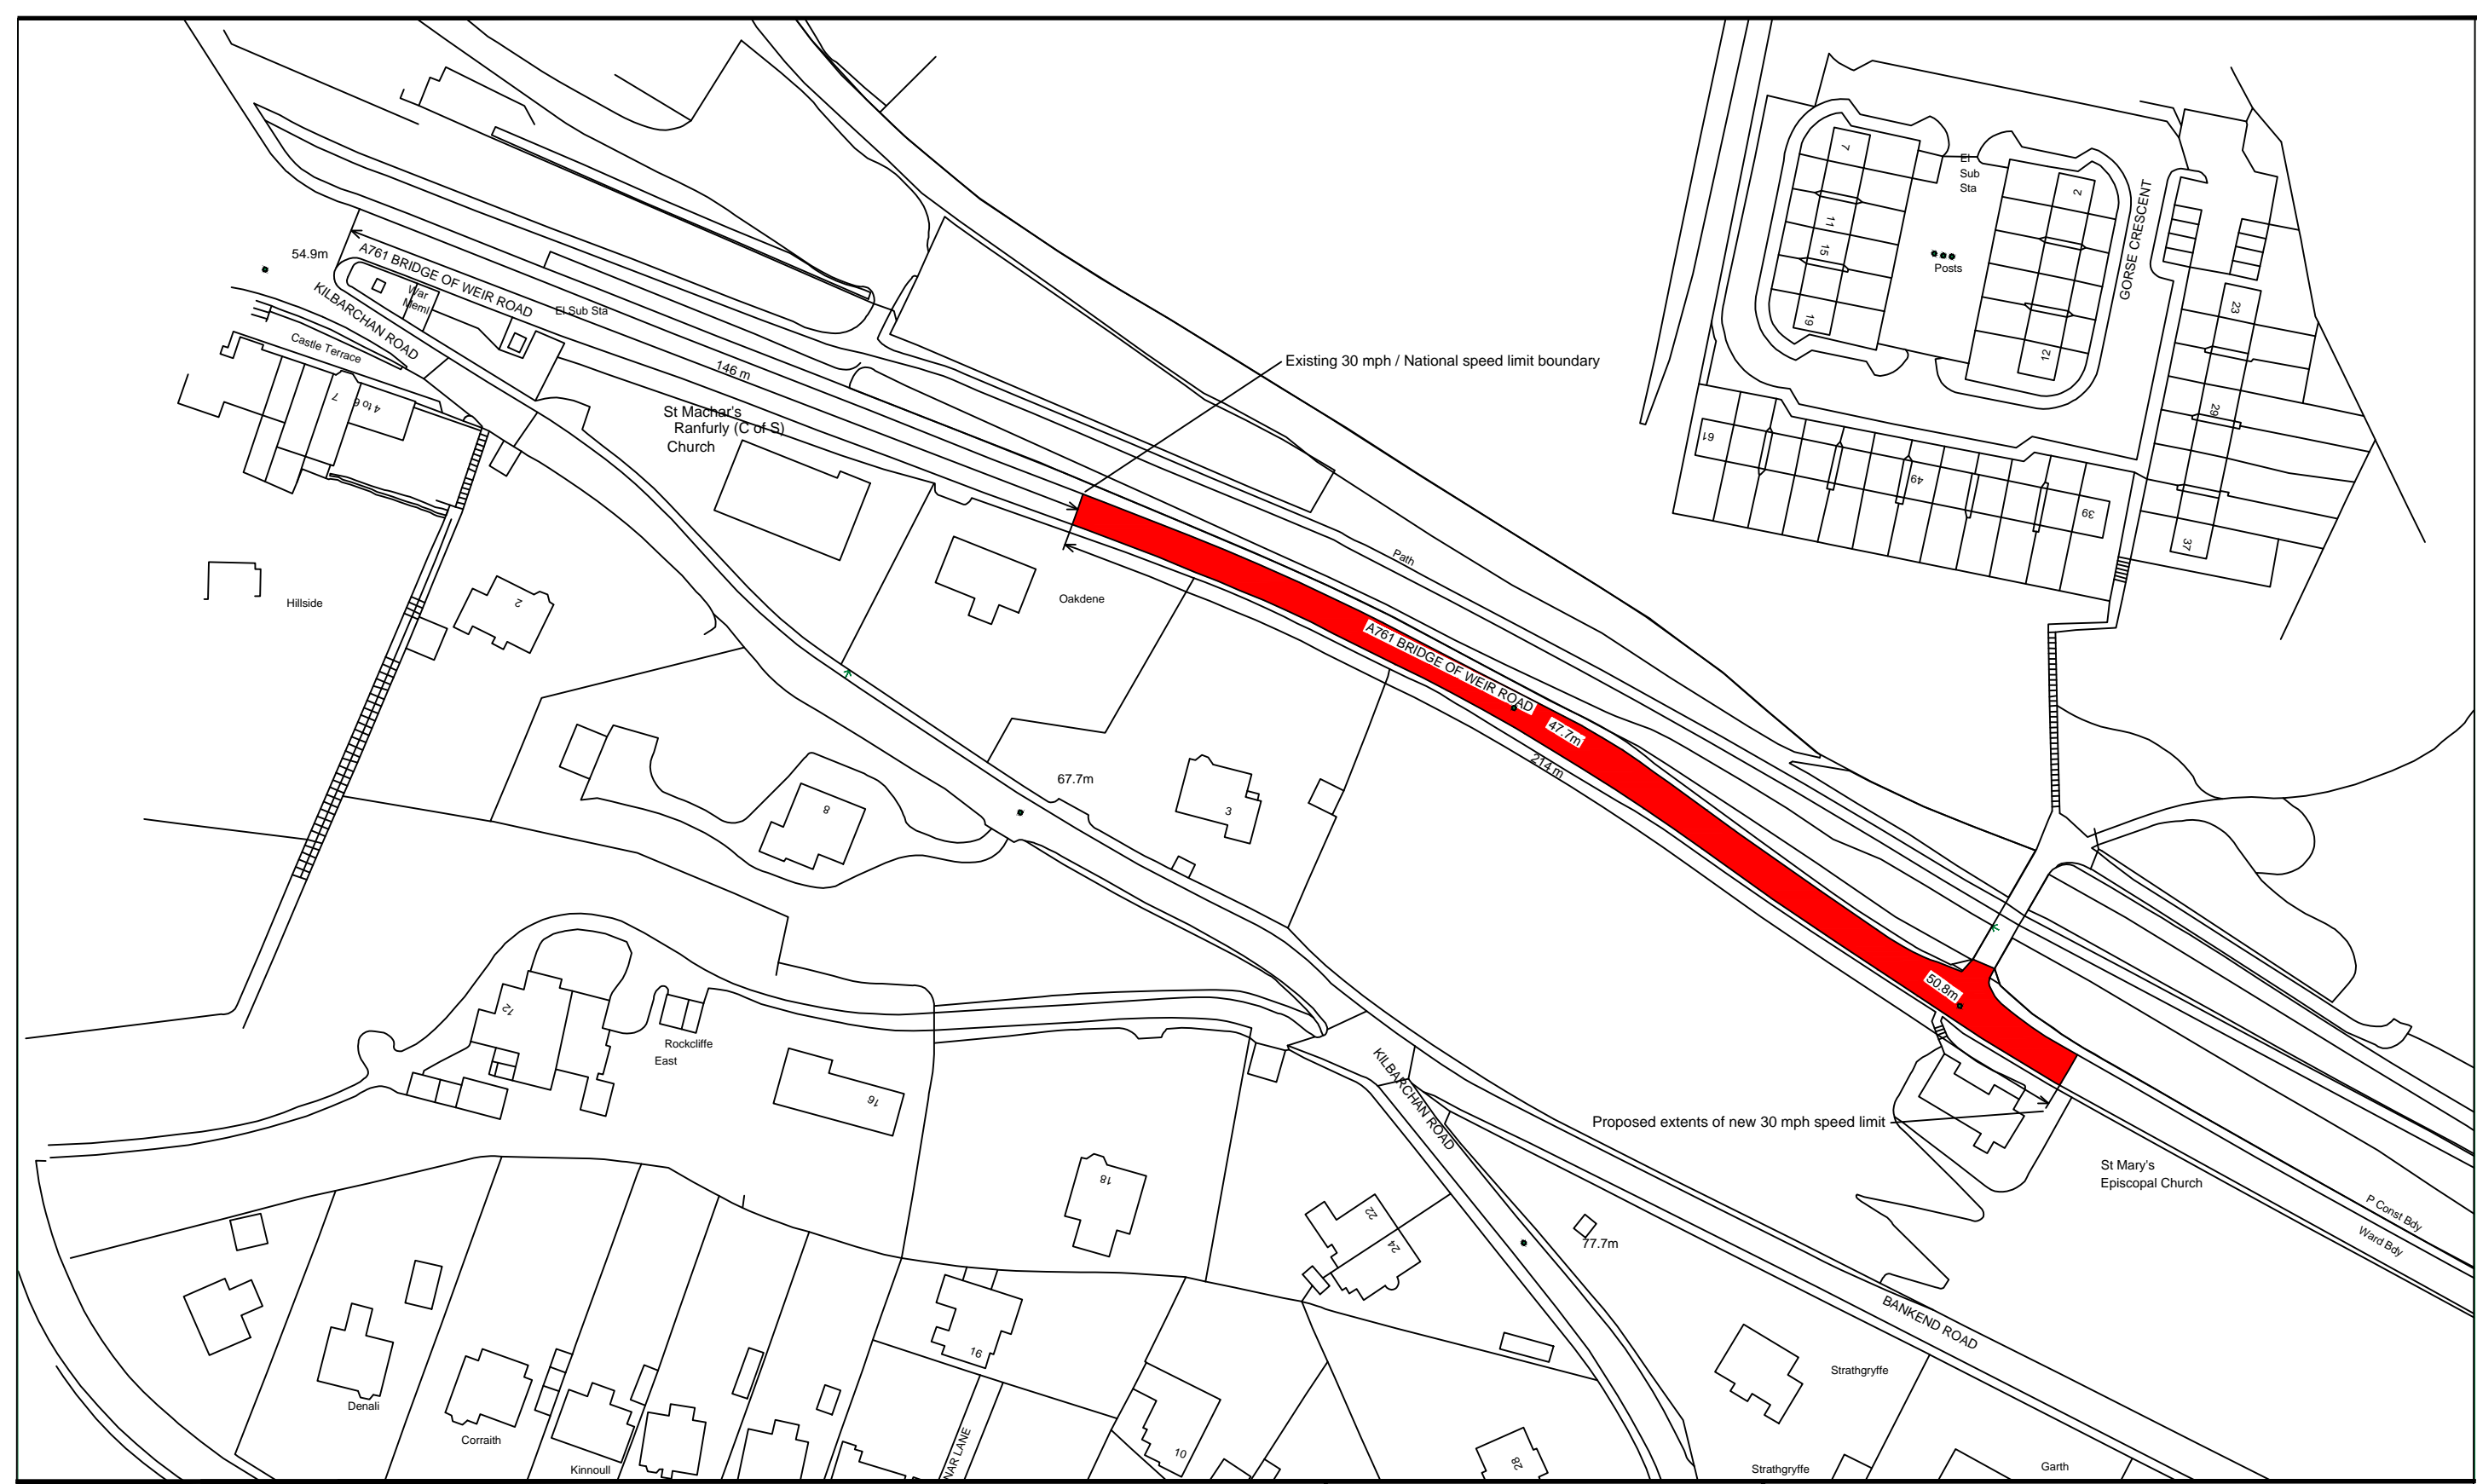 54.9m
A761 BRIDGE OF WEIR ROAD
War
Meml
El Sub Sta
KILBARCHAN ROAD
Castle Terrace
7
4 to 6
146 m
St Machar's
Ranfurly (C of S)
Church
Existing 30 mph / National speed limit boundary
7
11
15
19
El
Sub
Sta
Posts
2
12
GORSE CRESCENT
23
29
37
61
49
39
Hillside
2
Oakdene
Path
A761 BRIDGE OF WEIR ROAD
47.7m
214 m
67.7m
8
3
50.8m
12
Rockcliffe
East
16
KILBARCHAN ROAD
Proposed extents of new 30 mph speed limit
St Mary's
Episcopal Church
P Const Bdy
Ward Bdy
18
22
24
77.7m
BANKEND ROAD
16
Strathgryffe
Denali
Corraith
Kinnoull
NAR LANE
10
28
Strathgryffe
Garth